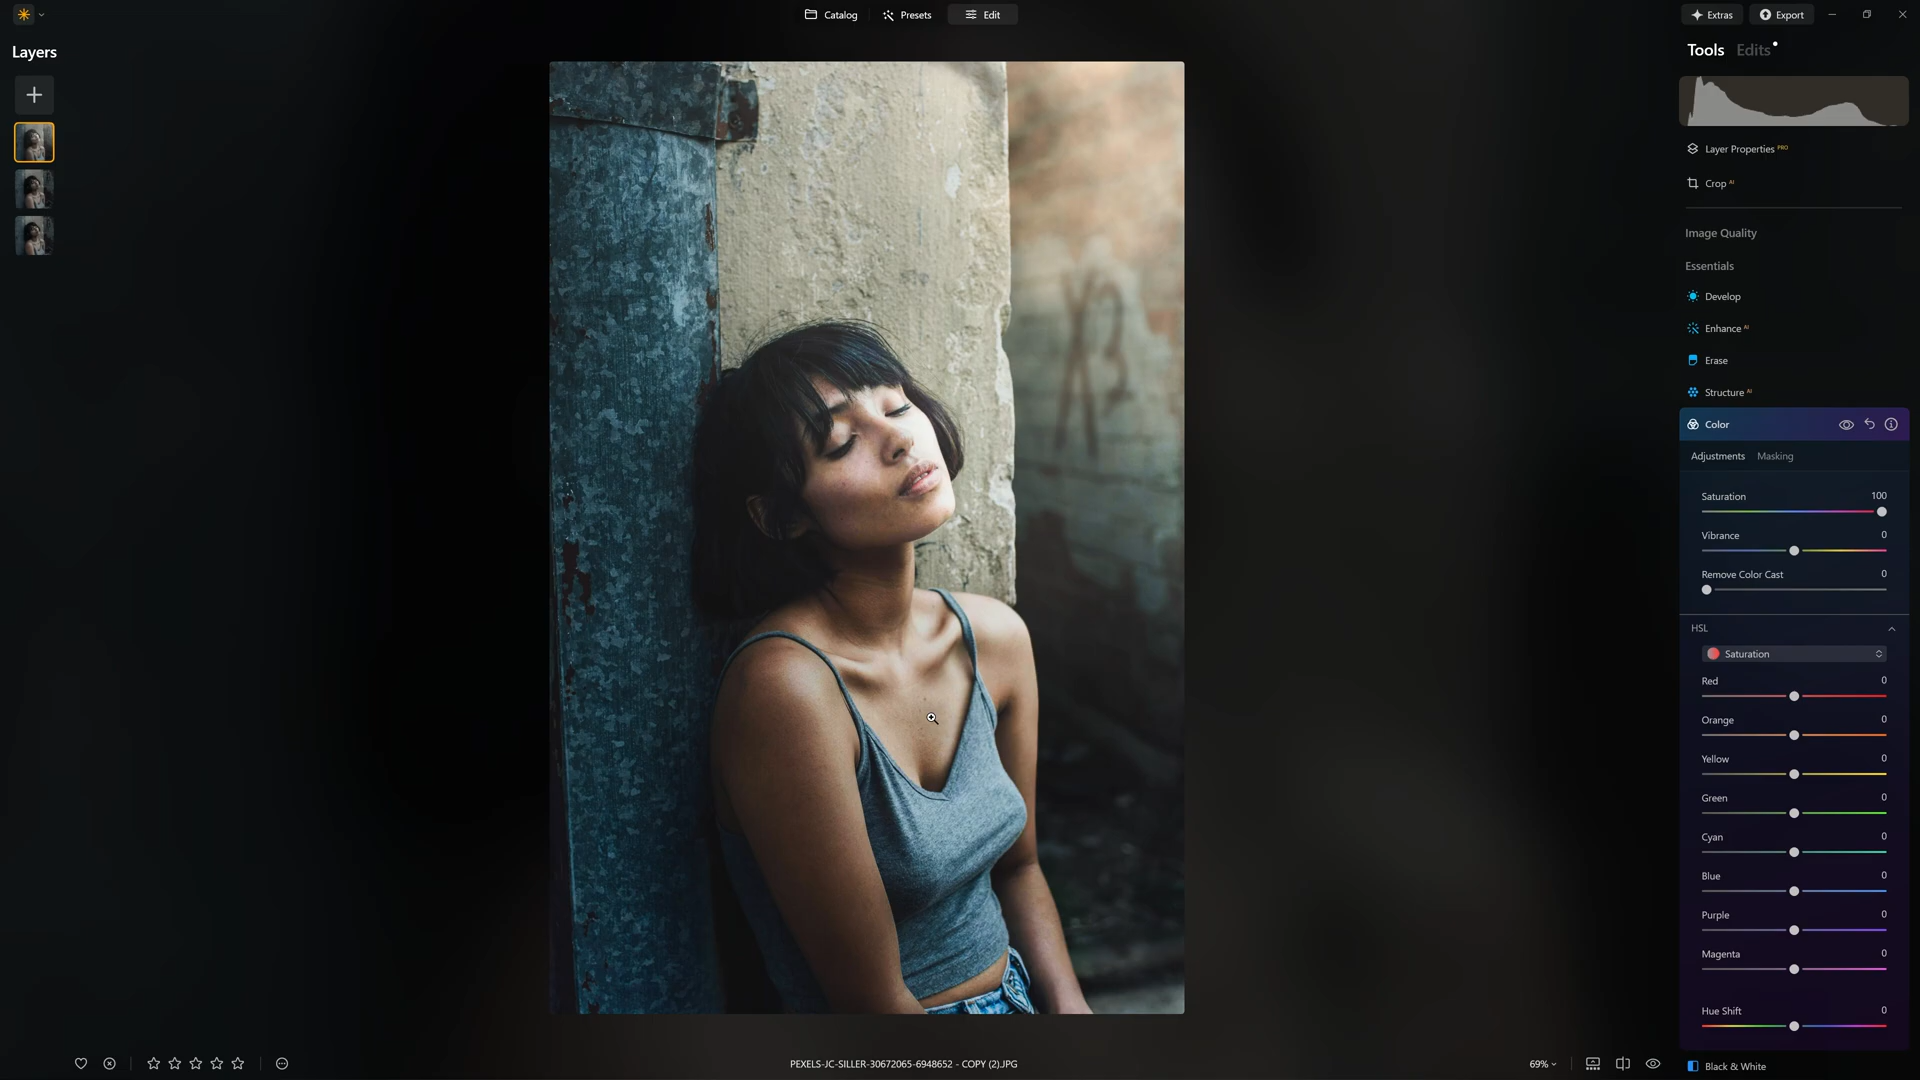 Catalog
Presets
Edit
Extras
Export
Layers
Tools
Edits
Layer Properties PRO
Crop AI
Image Quality
Essentials
Develop
Enhance AI
Erase
Structure AI
Color
Adjustments
Masking
Saturation 100
Vibrance 0
Remove Color Cast 0
HSL
Saturation
Red 0
Orange 0
Yellow 0
Green 0
Cyan 0
Blue 0
Purple 0
Magenta 0
Hue Shift 0
PEXELS-JC-SILLER-30672065-6948652 - COPY (2).JPG
69%
Black & White